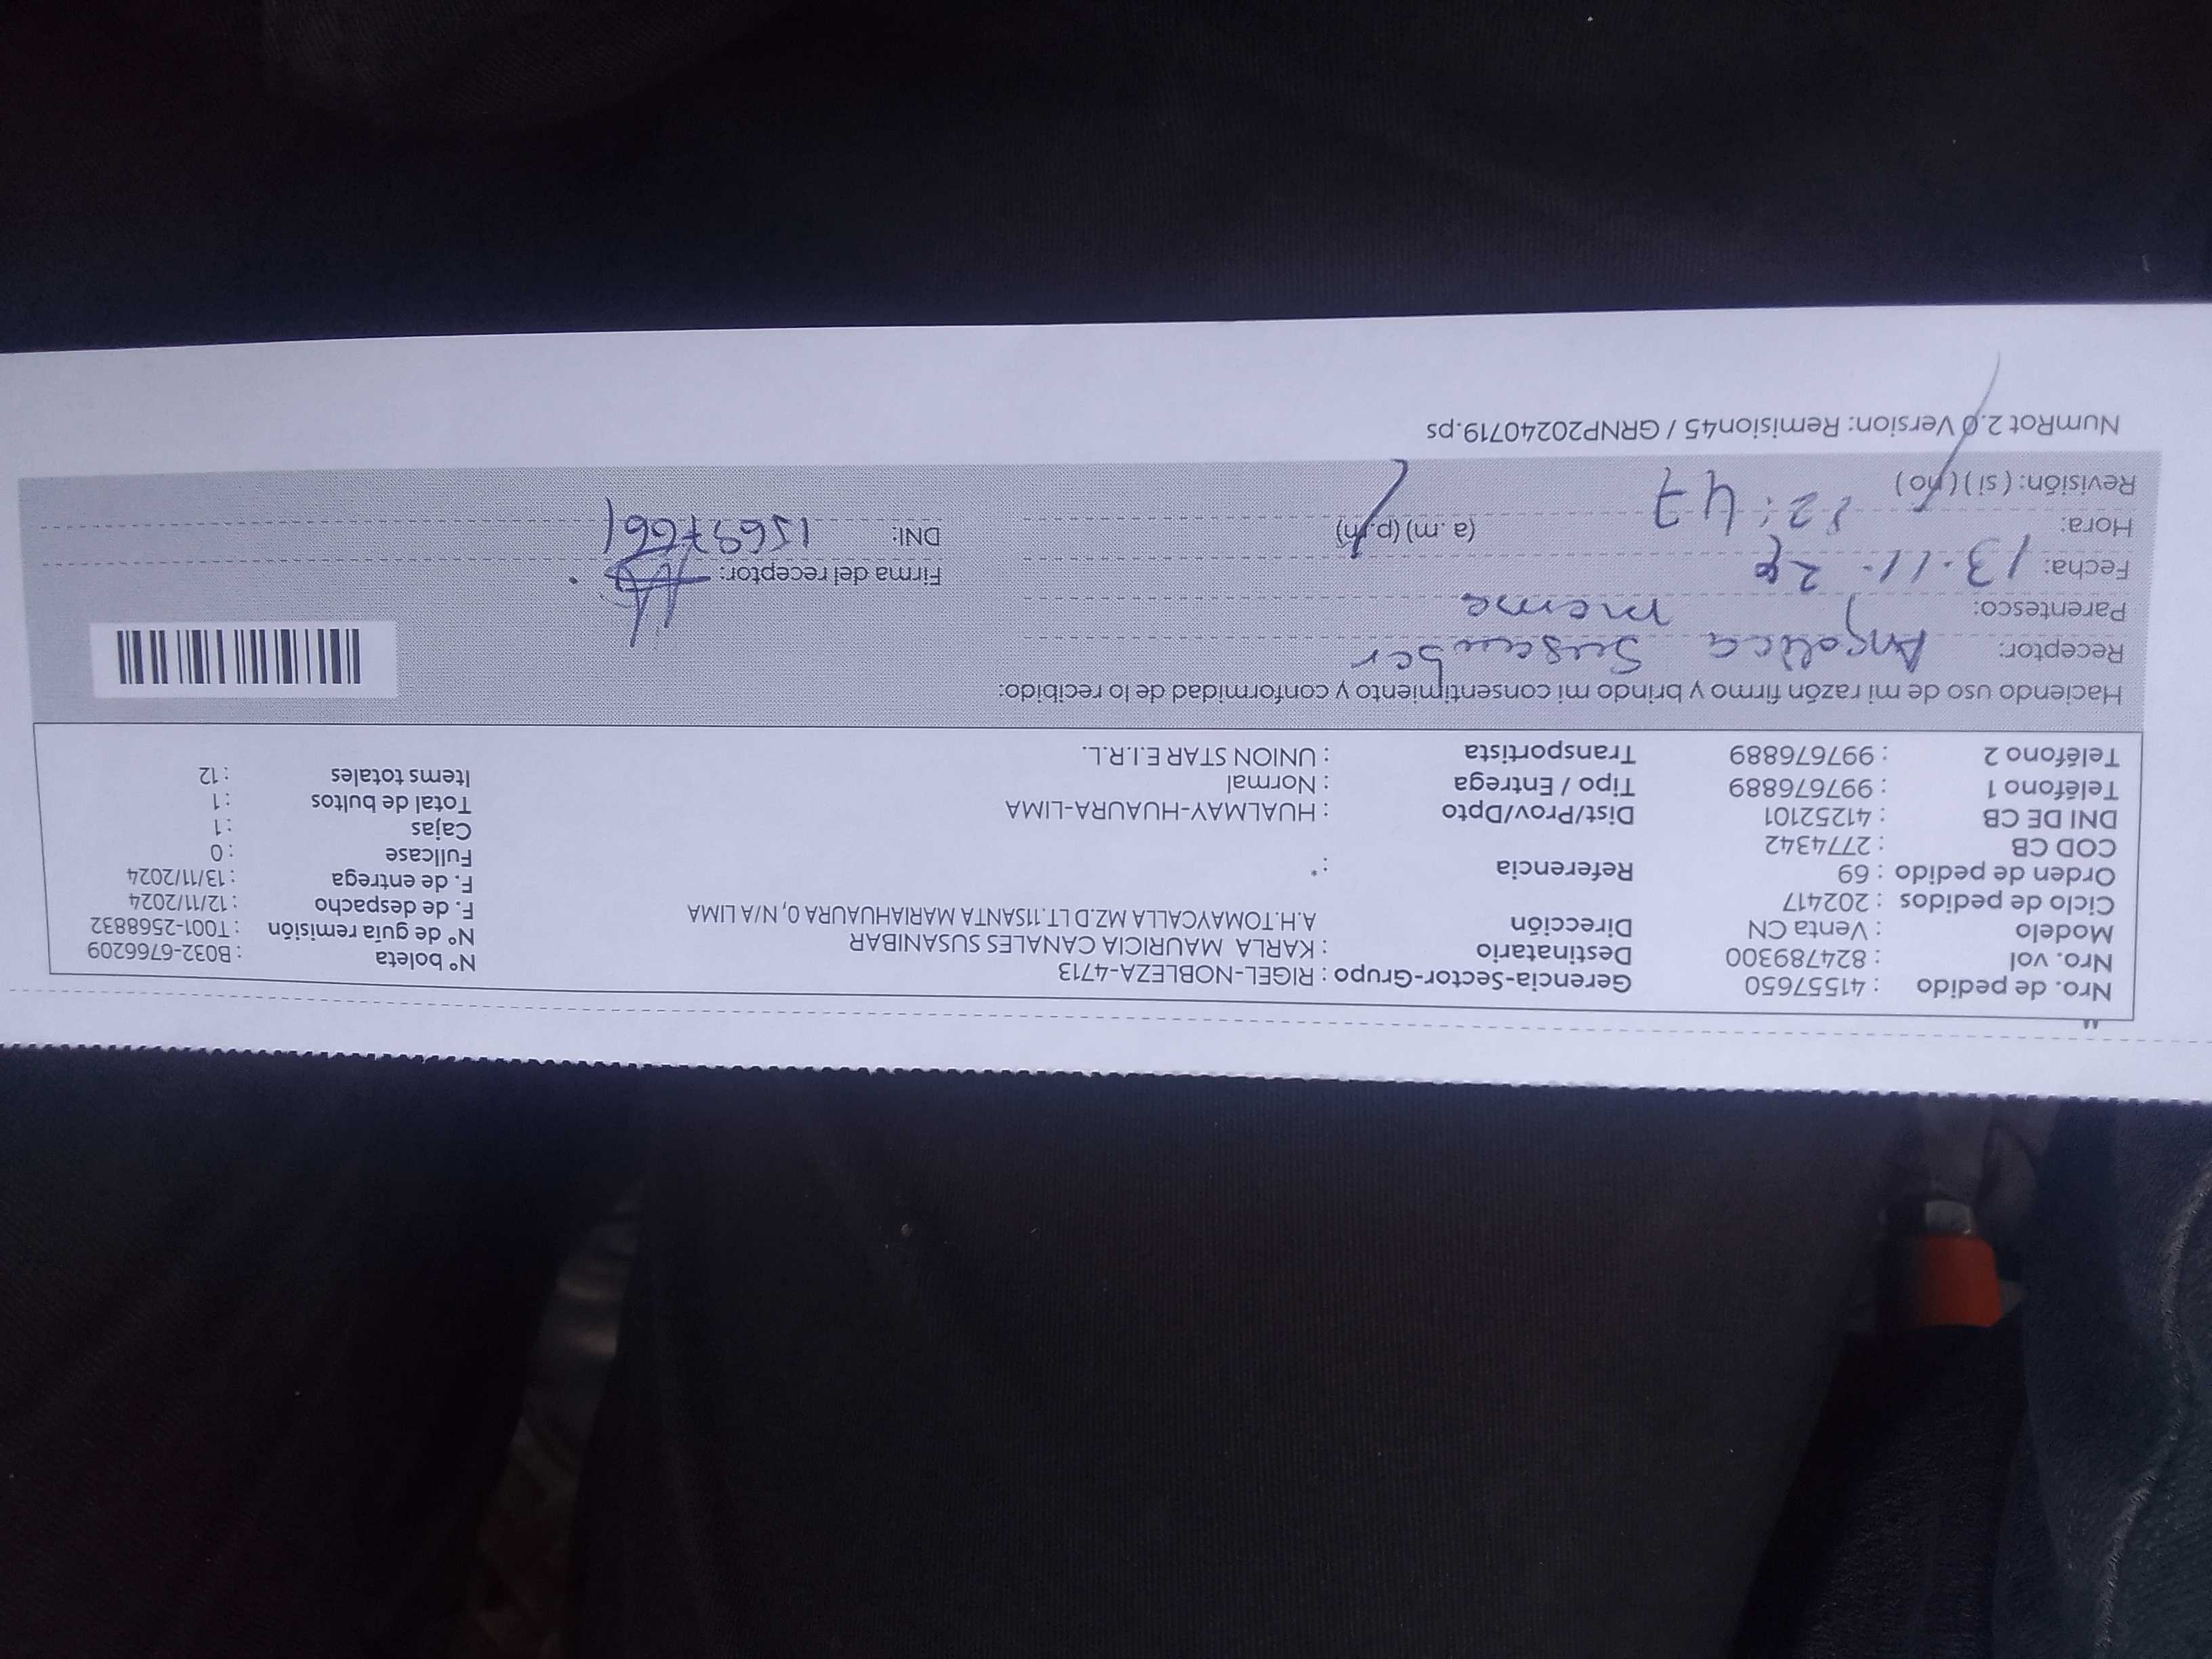 Nro. de pedido : 41557650 Gerencia-Sector-Grupo : RIGEL-NOBLEZA-4713 Nº boleta : B032-6766209
Nro. vol : 824789300 Destinatario : KARLA MAURICIA CANALES SUSANIBAR Nº de guía remisión : T001-2568832
Modelo : Venta CN Dirección A.H.TOMAYCALLA MZ.D LT.11SANTA MARIAHUAURA 0, N/A LIMA F. de despacho : 12/11/2024
Ciclo de pedidos : 202417 F. de entrega : 13/11/2024
Orden de pedido : 69 Referencia : * Fullcase : 0
COD CB : 2774342 Cajas : 1
DNI DE CB : 41252101 Dist/Prov/Dpto : HUALMAY-HUAURA-LIMA Total de bultos : 1
Teléfono 1 : 997676889 Tipo / Entrega : Normal Items totales : 12
Teléfono 2 : 997676889 Transportista : UNION STAR E.I.R.L.
Haciendo uso de mi razón firmo y brindo mi consentimiento y conformidad de lo recibido:
Receptor: Angelica
Parentesco: mama
Fecha: 13-11-24 Firma del receptor:
Hora: 12:47 (a.m) (p.m) DNI:
Revisión: (si) (no)
NumRot 2.0 Version: Remision45 / GRNP20240719.ps